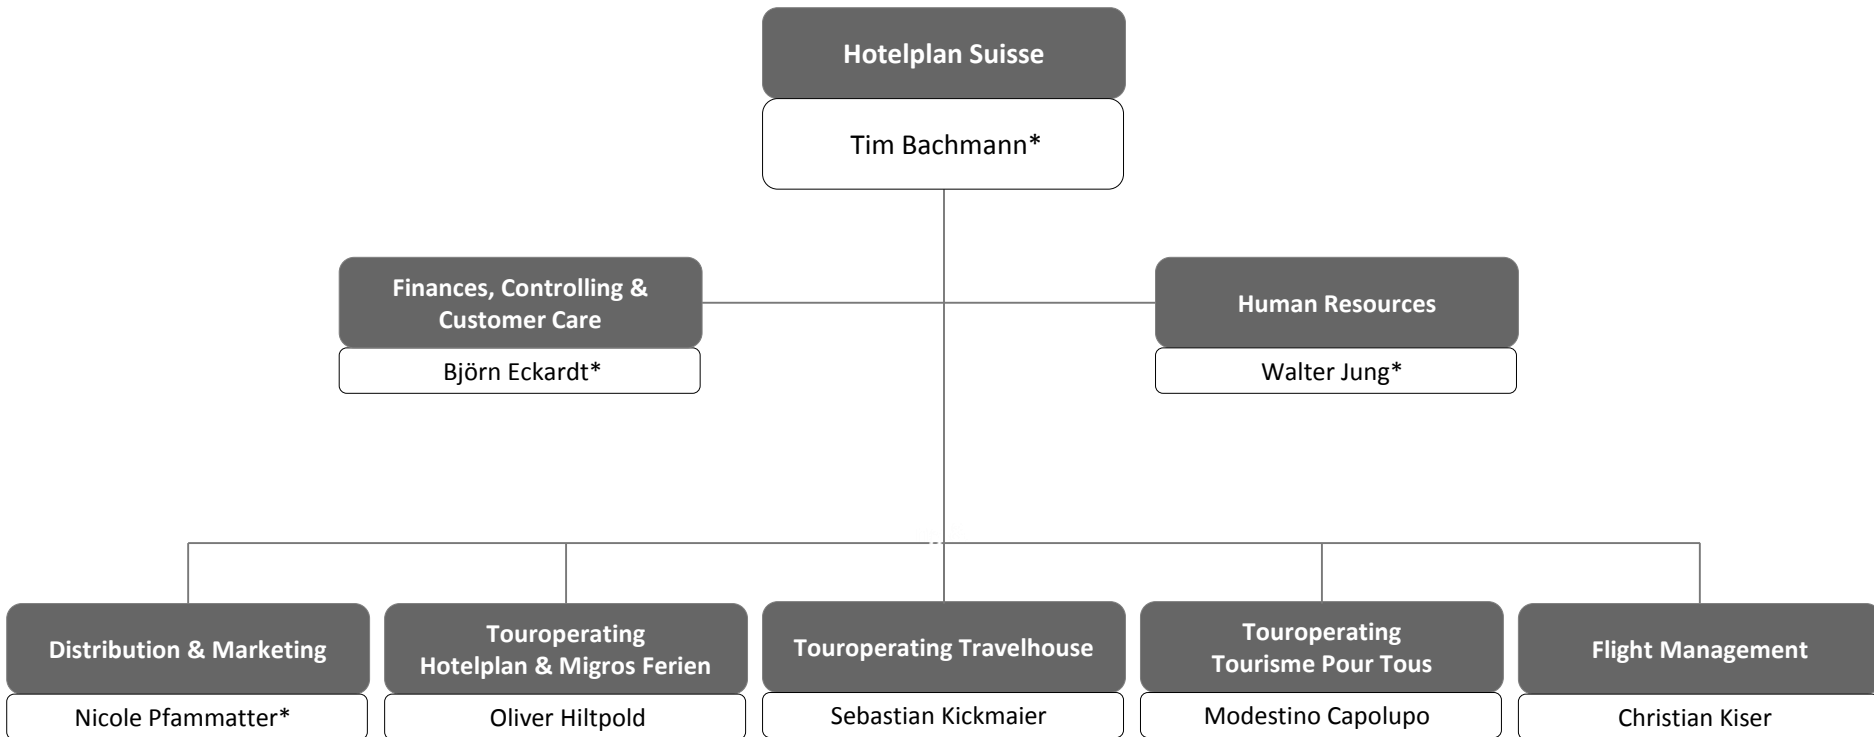 Hotelplan Suisse
Tim Bachmann*
Finances, Controlling &
Customer Care
Björn Eckardt*
Human Resources
Walter Jung*
Distribution & Marketing
Nicole Pfammatter*
Touroperating
Hotelplan & Migros Ferien
Oliver Hiltpold
Touroperating Travelhouse
Sebastian Kickmaier
Touroperating
Tourisme Pour Tous
Modestino Capolupo
Flight Management
Christian Kiser